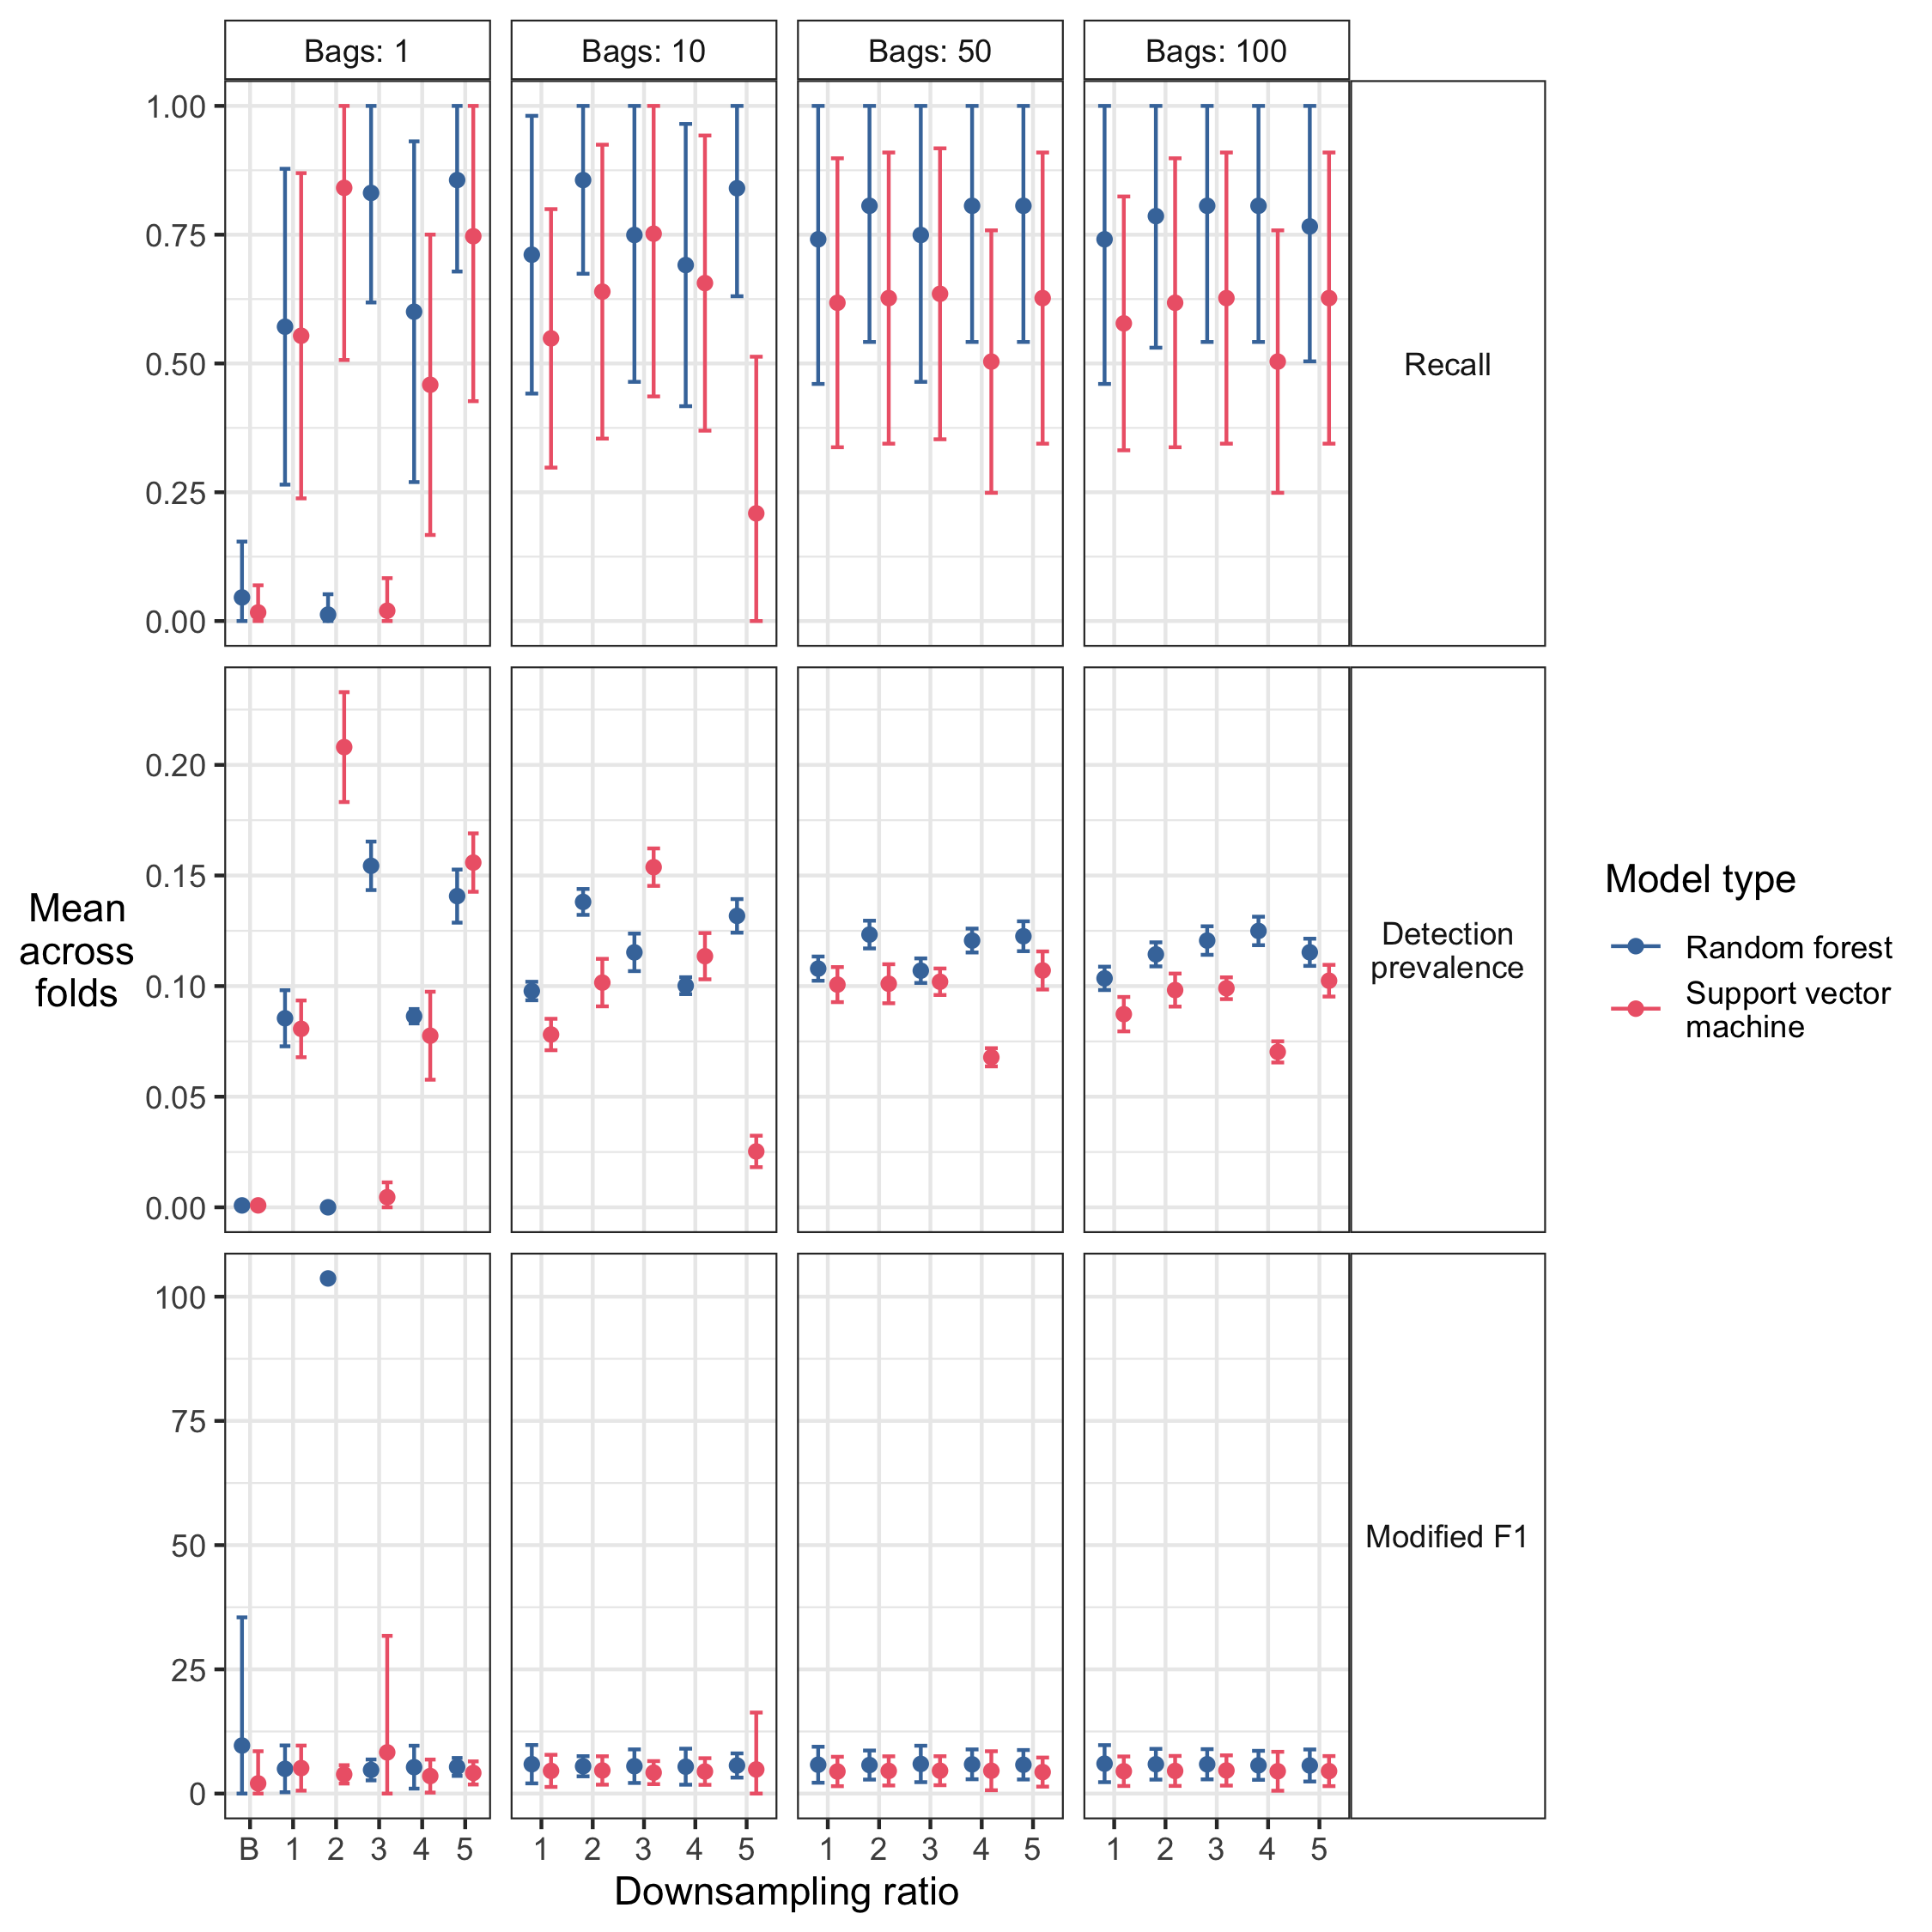 Bags: 1
Bags: 10
Bags: 50
Bags: 100
1.00
0.75
0.50
0.25
0.00
Recall
0.20
0.15
0.10
0.05
0.00
Detection
prevalence
100
75
50
25
0
Modified F1
Mean
across
folds
B 1 2 3 4 5
1 2 3 4 5
1 2 3 4 5
1 2 3 4 5
Downsampling ratio
Model type
Random forest
Support vector
machine